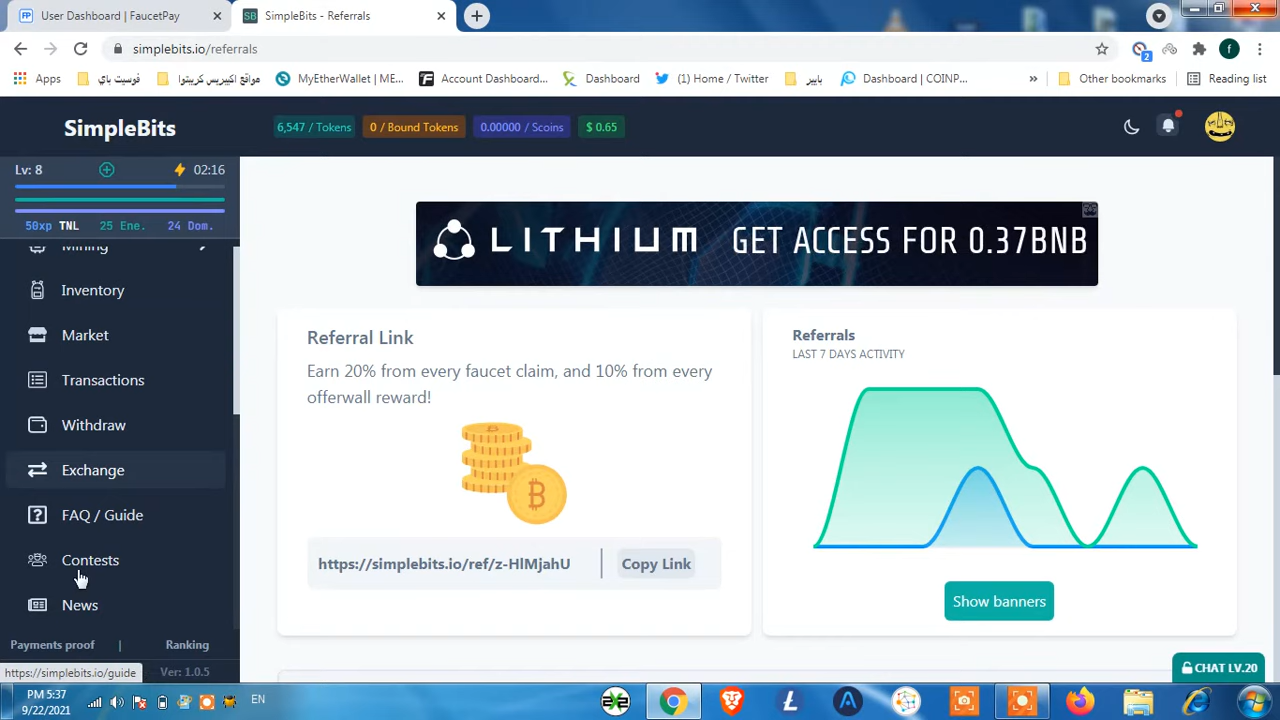 User Dashboard | FaucetPay
SimpleBits - Referrals
simplebits.io/referrals
Apps
فوسيت باي
مواقع اكبيريس كريبتوا
MyEtherWallet | ME...
Account Dashboard...
Dashboard
(1) Home / Twitter
بايير
Dashboard | COINP...
»
Other bookmarks
Reading list
SimpleBits
6,547 / Tokens
0 / Bound Tokens
0.00000 / Scoins
$ 0.65
Lv: 8
02:16
50xp TNL
25 Ene.
24 Dom.
Mining
Inventory
Market
Transactions
Withdraw
Exchange
FAQ / Guide
Contests
News
Payments proof
|
Ranking
https://simplebits.io/guide
Ver: 1.0.5
LITHIUM
GET ACCESS FOR 0.37BNB
Referral Link
Earn 20% from every faucet claim, and 10% from every
offerwall reward!
https://simplebits.io/ref/z-HlMjahU
Copy Link
Referrals
LAST 7 DAYS ACTIVITY
Show banners
CHAT LV.20
PM 5:37
9/22/2021
EN